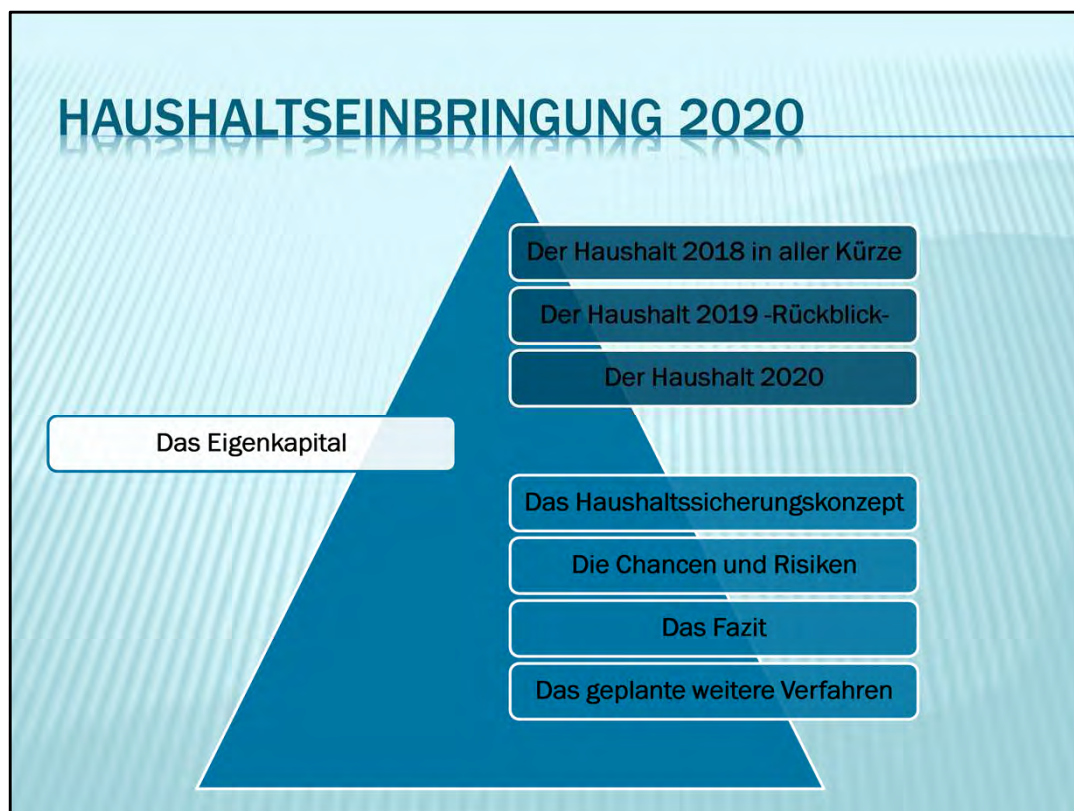 HAUSHALTSEINBRINGUNG 2020
Der Haushalt 2018 in aller Kürze
Der Haushalt 2019 -Rückblick-
Der Haushalt 2020
Das Eigenkapital
Das Haushaltssicherungskonzept
Die Chancen und Risiken
Das Fazit
Das geplante weitere Verfahren